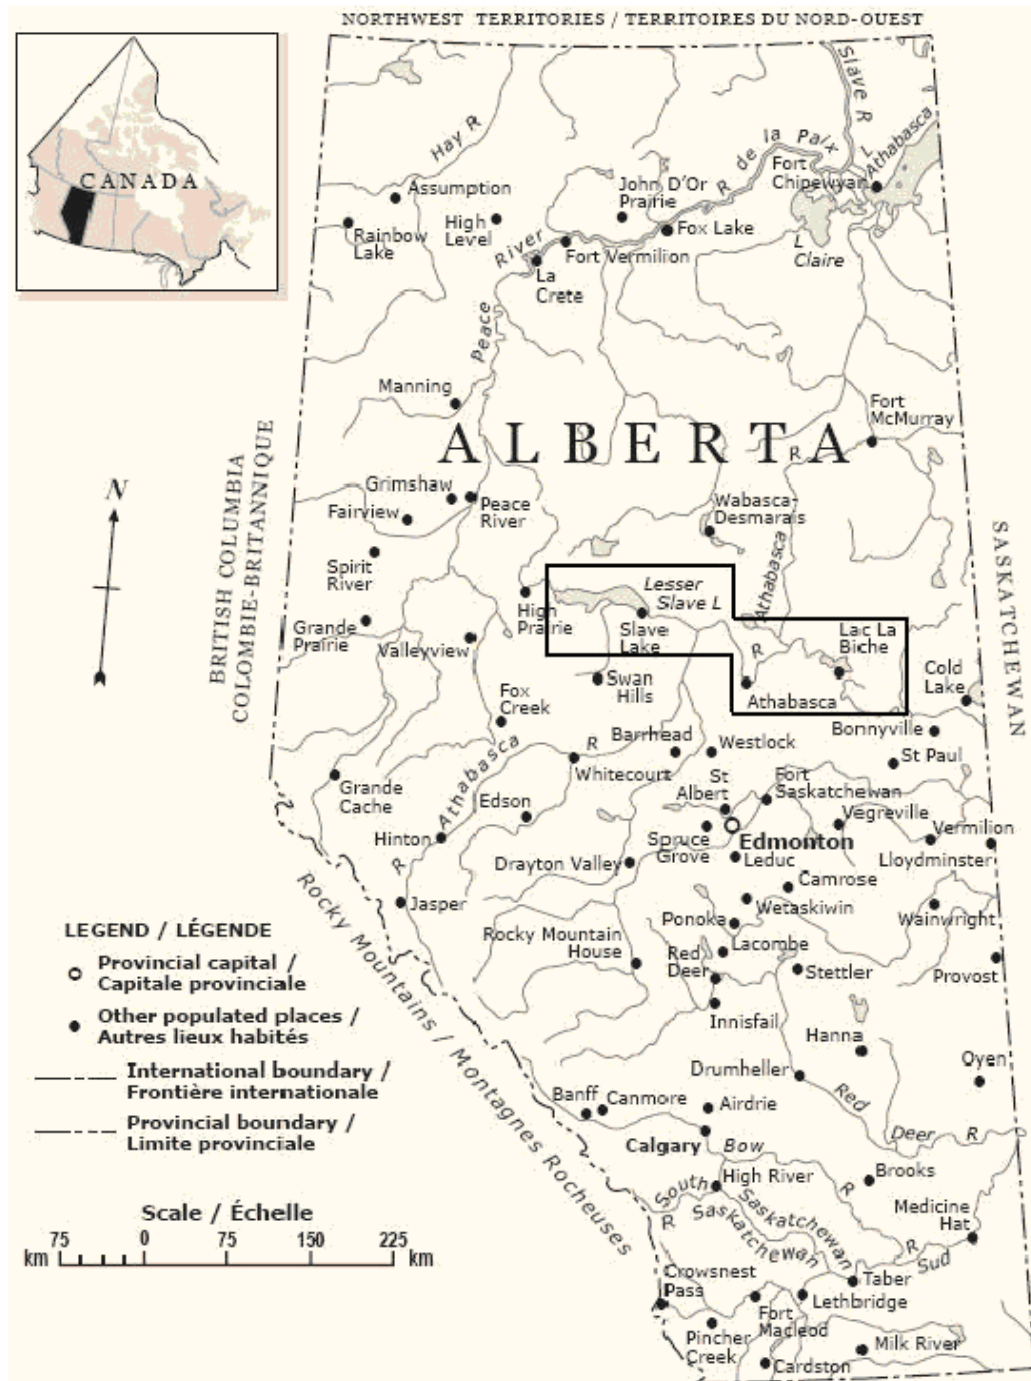 NORTHWEST TERRITORIES / TERRITOIRES DU NORD-OUEST
CANADA
Hay R
Slave R
L Athabasca
R de la Paix
Fort
Chipewyan
Assumption
John D'Or
Prairie
High
Level
Rainbow
Lake
Fox Lake
River
Fort Vermilion
L
Claire
La
Crete
Peace
Manning
Fort
McMurray
ALBERTA
R
Grimshaw
Peace
River
Fairview
Wabasca-
Desmarais
N
BRITISH COLUMBIA
COLOMBIE-BRITANNIQUE
SASKATCHEWAN
Spirit
River
Athabasca
Lesser
Slave L
High
Prairie
Grande
Prairie
Valleyview
Slave
Lake
R
Lac La
Biche
Swan
Hills
Athabasca
Cold
Lake
Fox
Creek
Bonnyville
Athabasca
R
Barrhead
Westlock
St Paul
Whitecourt
Grande
Cache
St
Albert
Fort
Saskatchewan
Edson
Vegreville
Hinton
Spruce
Grove
Edmonton
Vermilion
Lloydminster
R
Drayton Valley
Leduc
Camrose
Jasper
Wetaskiwin
Wainwright
Ponoka
Rocky Mountain
House
Red
Deer
Lacombe
Stettler
Provost
Innisfail
Hanna
Rocky Mountains / Montagnes Rocheuses
Drumheller
Oyen
Red
Deer R
Banff
Canmore
Airdrie
Calgary
Bow
R
High River
Brooks
Medicine
Hat
South
Saskatchewan
R
R
Saskatchewan
Sud
Crowsnest
Pass
Taber
Fort
Macleod
Lethbridge
Pincher
Creek
Milk River
Cardston
LEGEND / LÉGENDE
Provincial capital /
Capitale provinciale
Other populated places /
Autres lieux habités
International boundary /
Frontière internationale
Provincial boundary /
Limite provinciale
Scale / Échelle
75 0 75 150 225
km km